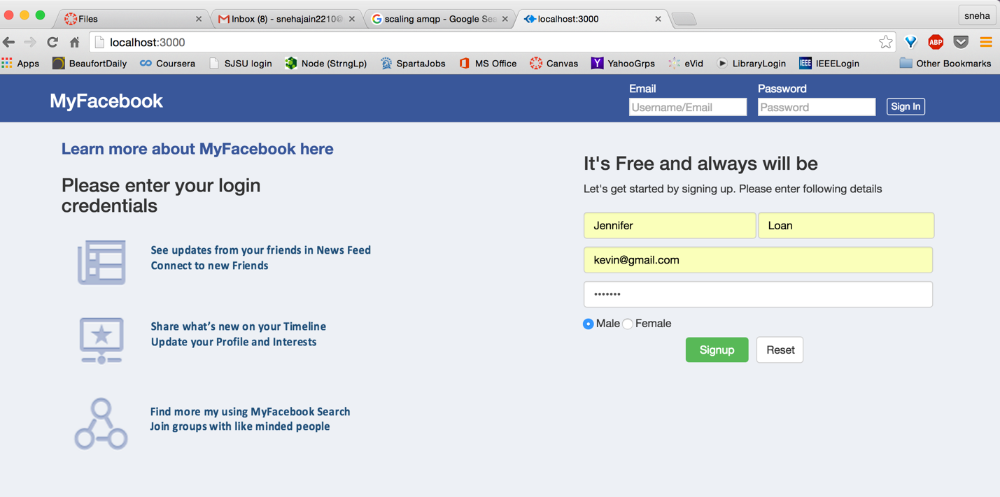 Files
Inbox (8) - snehajain2210@
scaling amqp - Google Sea
localhost:3000
sneha
localhost:3000
ABP
Apps
BeaufortDaily
Coursera
SJSU login
Node (StrngLp)
SpartaJobs
MS Office
Canvas
YahooGrps
eVid
LibraryLogin
IEEE
IEEELogin
Other Bookmarks
MyFacebook
Email
Password
Username/Email
Password
Sign In
Learn more about MyFacebook here
Please enter your login
credentials
See updates from your friends in News Feed
Connect to new Friends
Share what's new on your Timeline
Update your Profile and Interests
Find more my using MyFacebook Search
Join groups with like minded people
It's Free and always will be
Let's get started by signing up. Please enter following details
Jennifer
Loan
kevin@gmail.com
•••••••
Male
Female
Signup
Reset